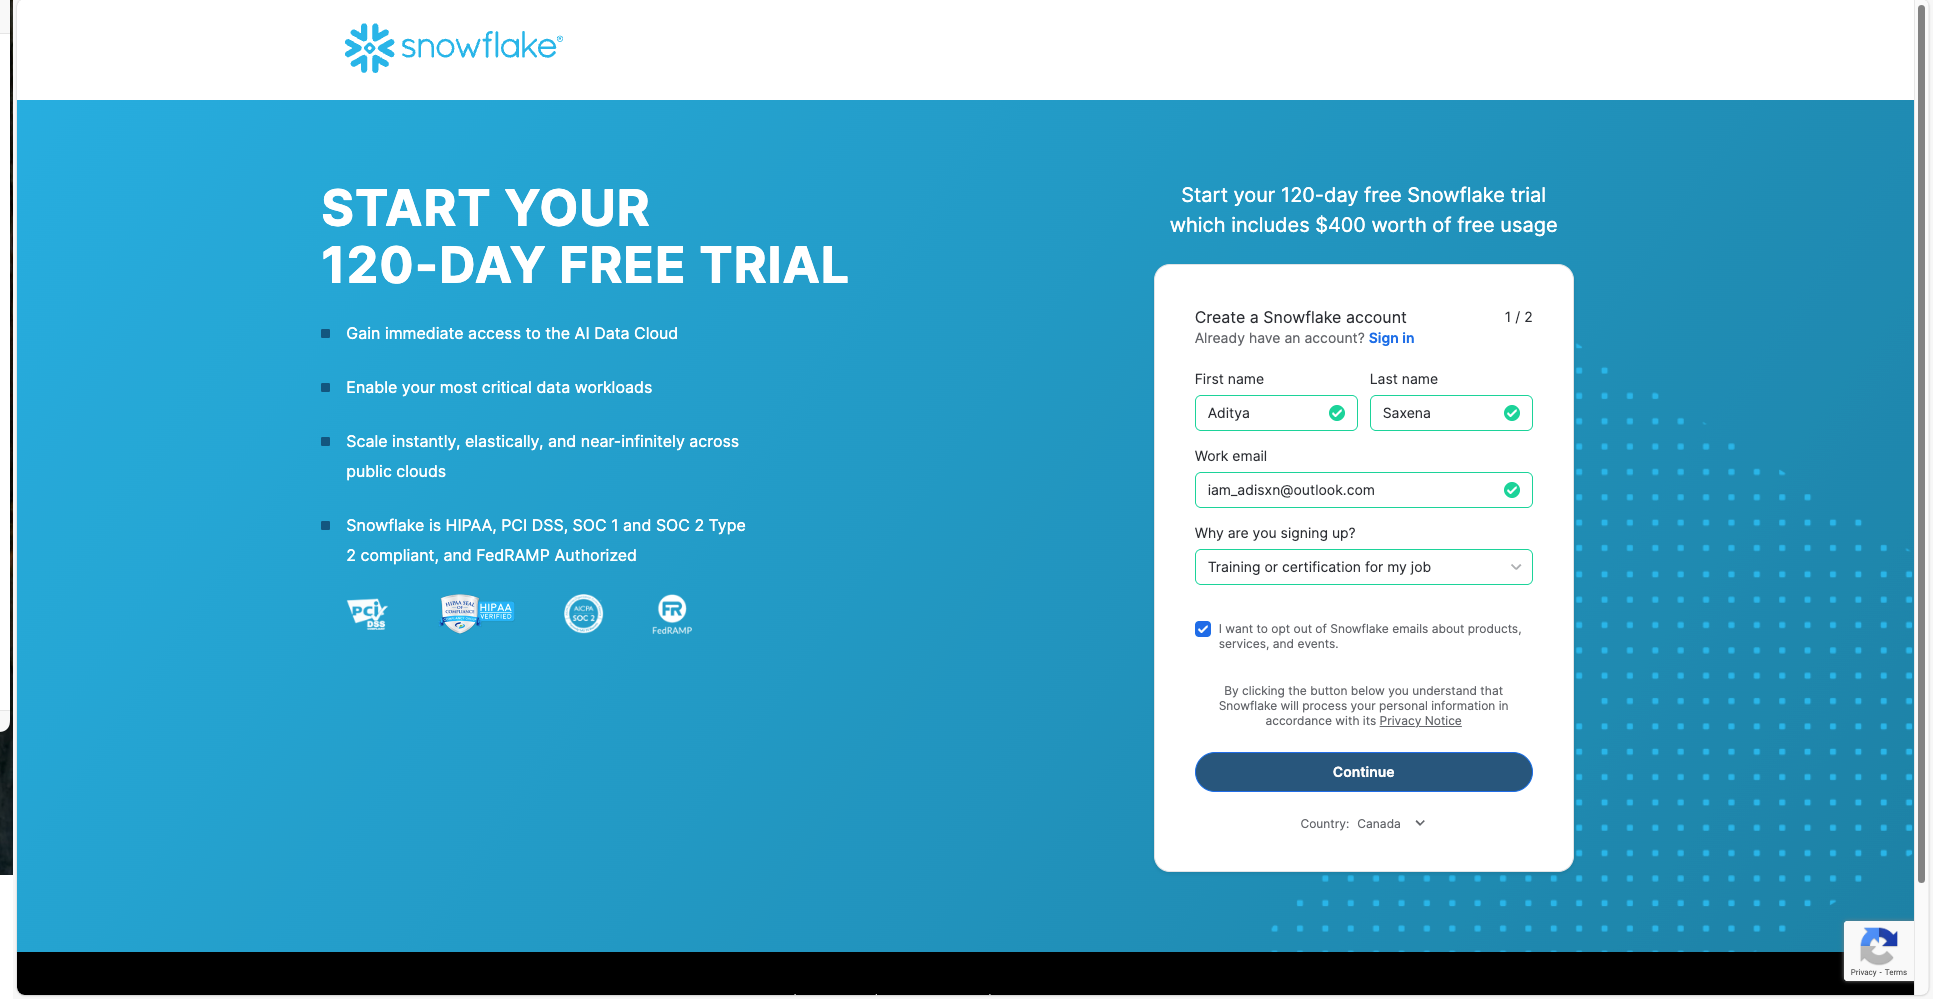 snowflake®
START YOUR
120-DAY FREE TRIAL
Gain immediate access to the AI Data Cloud
Enable your most critical data workloads
Scale instantly, elastically, and near-infinitely across
public clouds
Snowflake is HIPAA, PCI DSS, SOC 1 and SOC 2 Type
2 compliant, and FedRAMP Authorized
PCI
DSS
HIPAA SEAL
OF
COMPLIANCE
HIPAA
VERIFIED
AICPA
SOC 2
FR
FedRAMP
Start your 120-day free Snowflake trial
which includes $400 worth of free usage
Create a Snowflake account 1 / 2
Already have an account? Sign in
First name Last name
Aditya Saxena
Work email
iam_adisxn@outlook.com
Why are you signing up?
Training or certification for my job
I want to opt out of Snowflake emails about products,
services, and events.
By clicking the button below you understand that
Snowflake will process your personal information in
accordance with its Privacy Notice
Continue
Country: Canada
Privacy - Terms